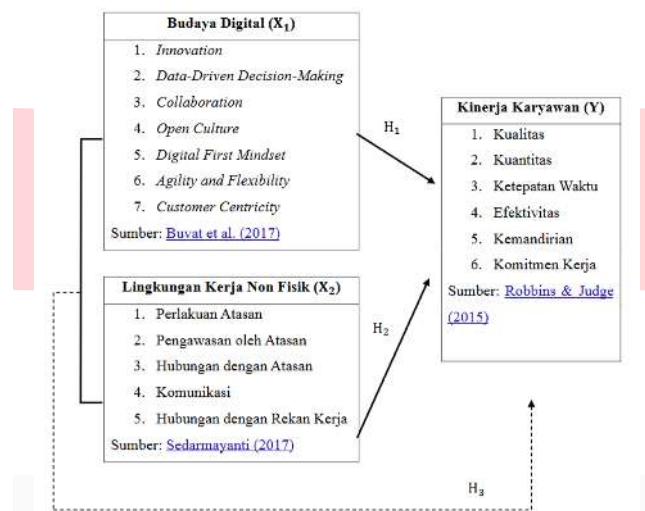 Budaya Digital (X₁)
1. Innovation
2. Data-Driven Decision-Making
3. Collaboration
4. Open Culture
5. Digital First Mindset
6. Agility and Flexibility
7. Customer Centricity
Sumber: Buvat et al. (2017)
H₁
Kinerja Karyawan (Y)
1. Kualitas
2. Kuantitas
3. Ketepatan Waktu
4. Efektivitas
5. Kemandirian
6. Komitmen Kerja
Sumber: Robbins & Judge
(2015)
Lingkungan Kerja Non Fisik (X₂)
1. Perlakuan Atasan
2. Pengawasan oleh Atasan
3. Hubungan dengan Atasan
4. Komunikasi
5. Hubungan dengan Rekan Kerja
Sumber: Sedarmayanti (2017)
H₂
H₃